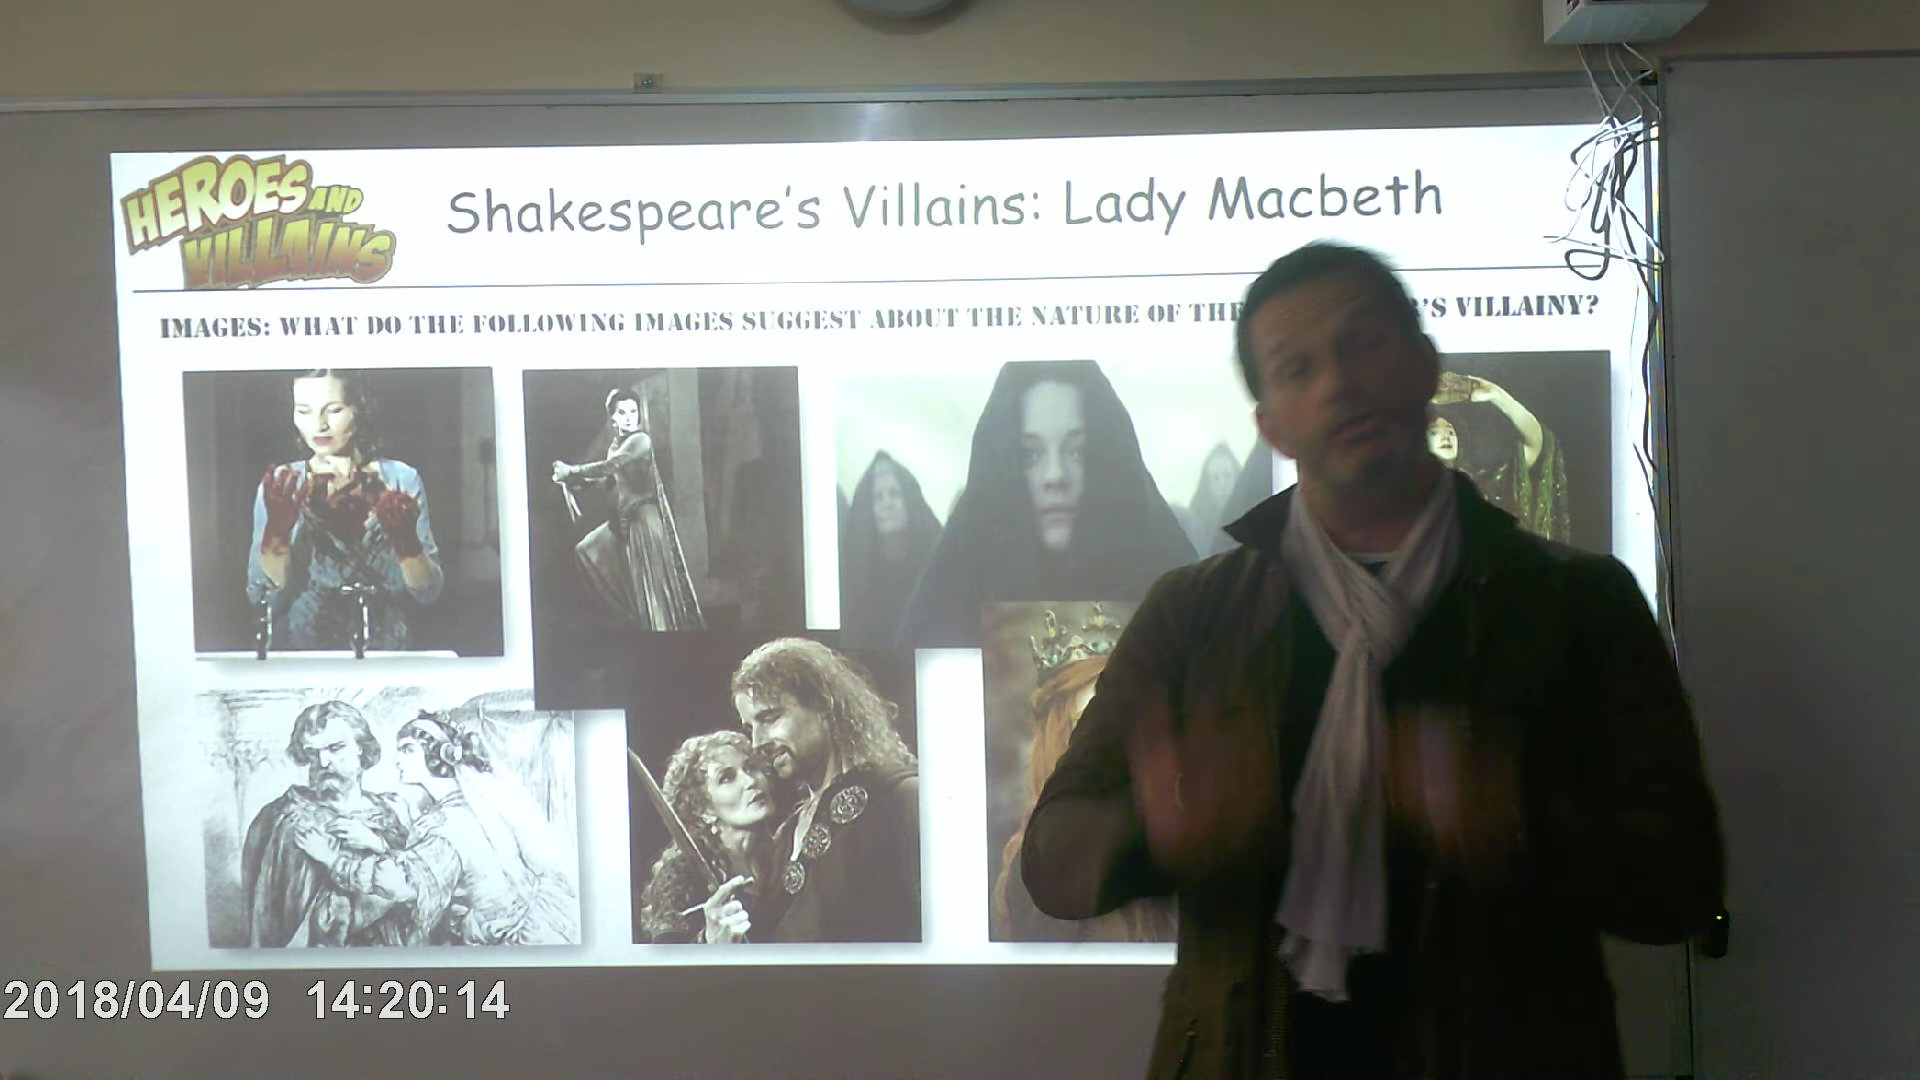 HEROES AND
VILLAINS
Shakespeare's Villains: Lady Macbeth
IMAGES: WHAT DO THE FOLLOWING IMAGES SUGGEST ABOUT THE NATURE OF THE 'S VILLAINY?
2018/04/09 14:20:14